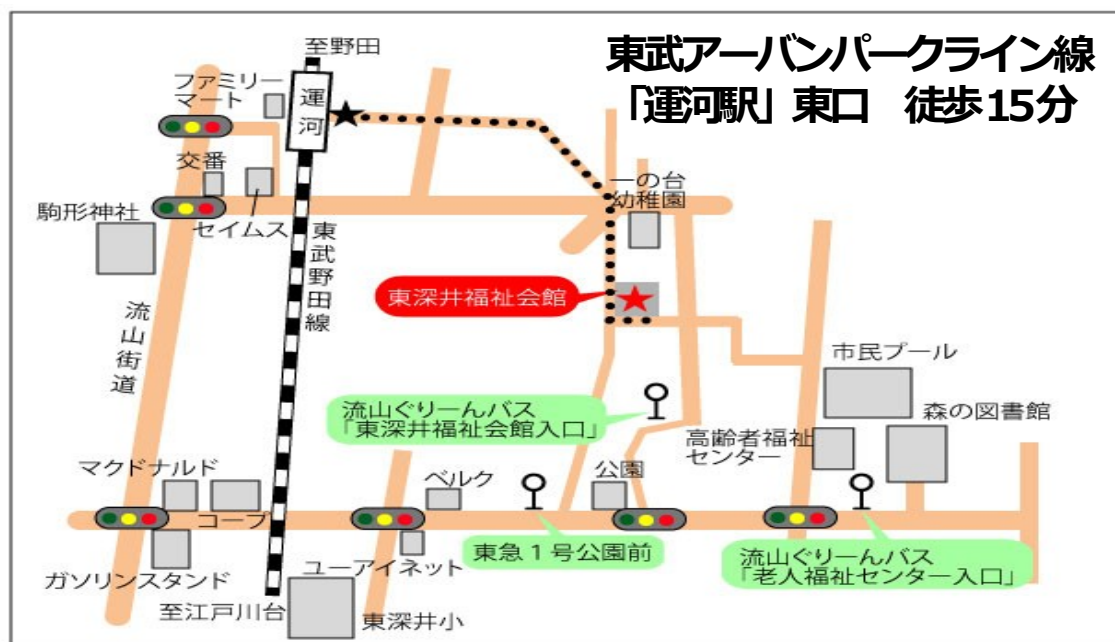 至野田
東武アーバンパークライン線
「運河駅」東口　徒歩15分
ファミリー
マート
運河
交番
セイムス
駒形神社
一の台
幼稚園
東武野田線
流山街道
東深井福祉会館
市民プール
流山ぐりーんバス
「東深井福祉会館入口」
森の図書館
高齢者福祉
センター
マクドナルド
コープ
ベルク
公園
東急１号公園前
流山ぐりーんバス
「老人福祉センター入口」
ガソリンスタンド
ユーアイネット
至江戸川台
東深井小